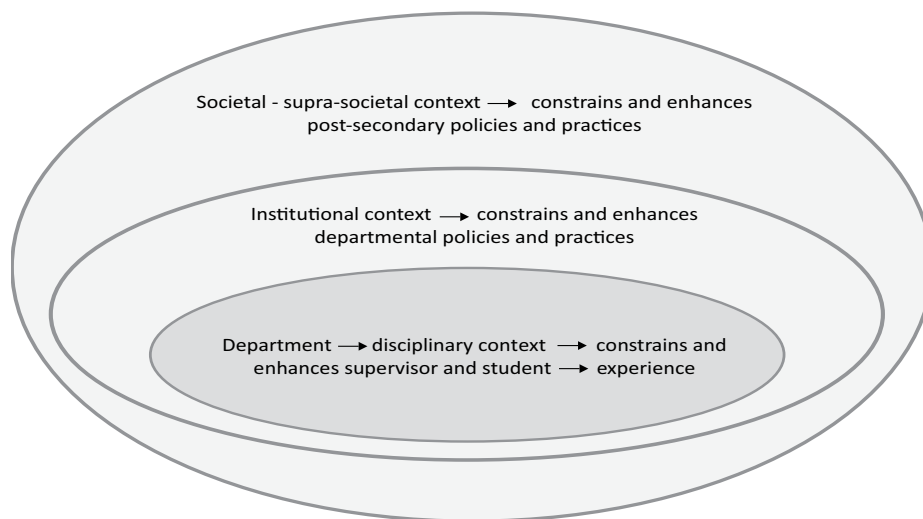 Societal - supra-societal context → constrains and enhances
post-secondary policies and practices
Institutional context → constrains and enhances
departmental policies and practices
Department → disciplinary context → constrains and
enhances supervisor and student → experience